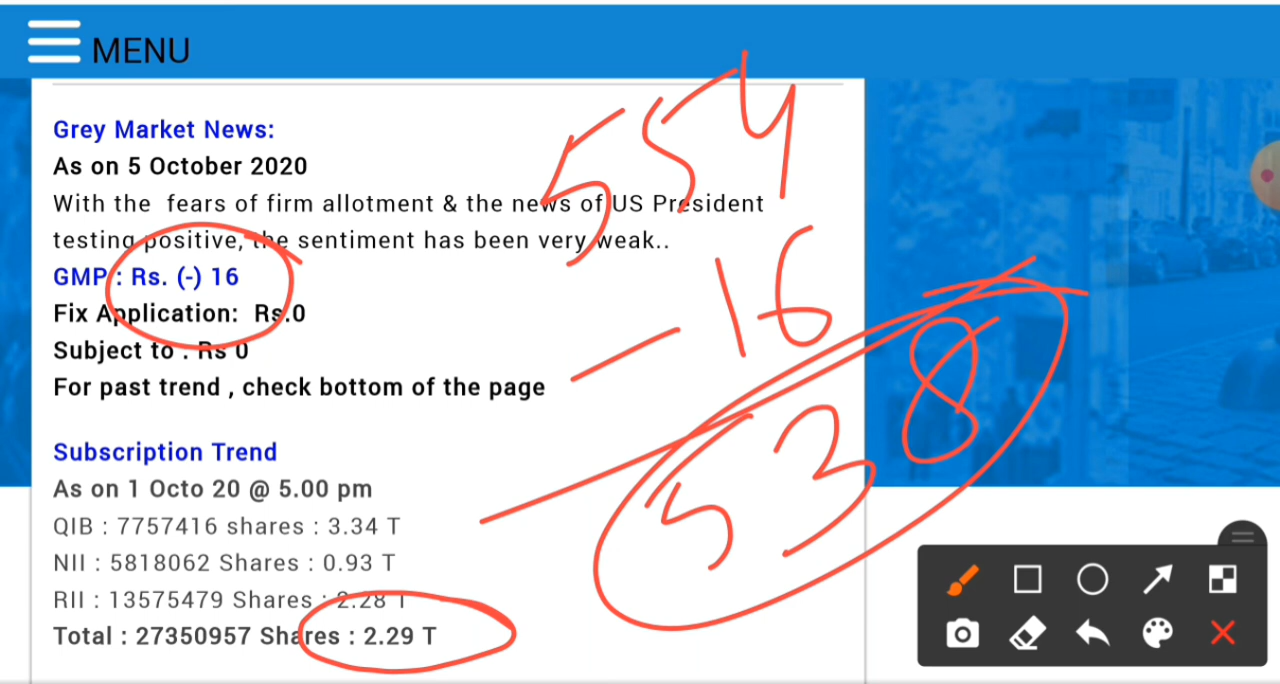 MENU
Grey Market News:
As on 5 October 2020
With the fears of firm allotment & the news of US President
testing positive, the sentiment has been very weak..
GMP : Rs. (-) 16
Fix Application: Rs.0
Subject to : Rs 0
For past trend , check bottom of the page
Subscription Trend
As on 1 Octo 20 @ 5.00 pm
QIB : 7757416 shares : 3.34 T
NII : 5818062 Shares : 0.93 T
RII : 13575479 Shares : 2.28 T
Total : 27350957 Shares : 2.29 T
554
- 16
538